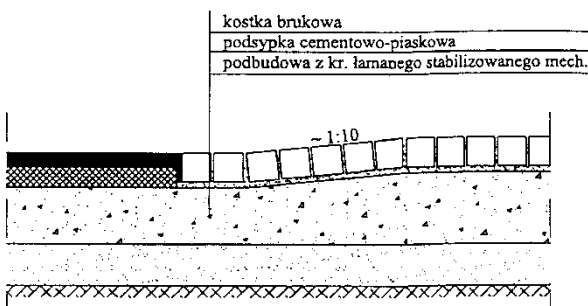 kostka brukowa
podsypka cementowo-piaskowa
podbudowa z kr. łamanego stabilizowanego mech.
~ 1:10